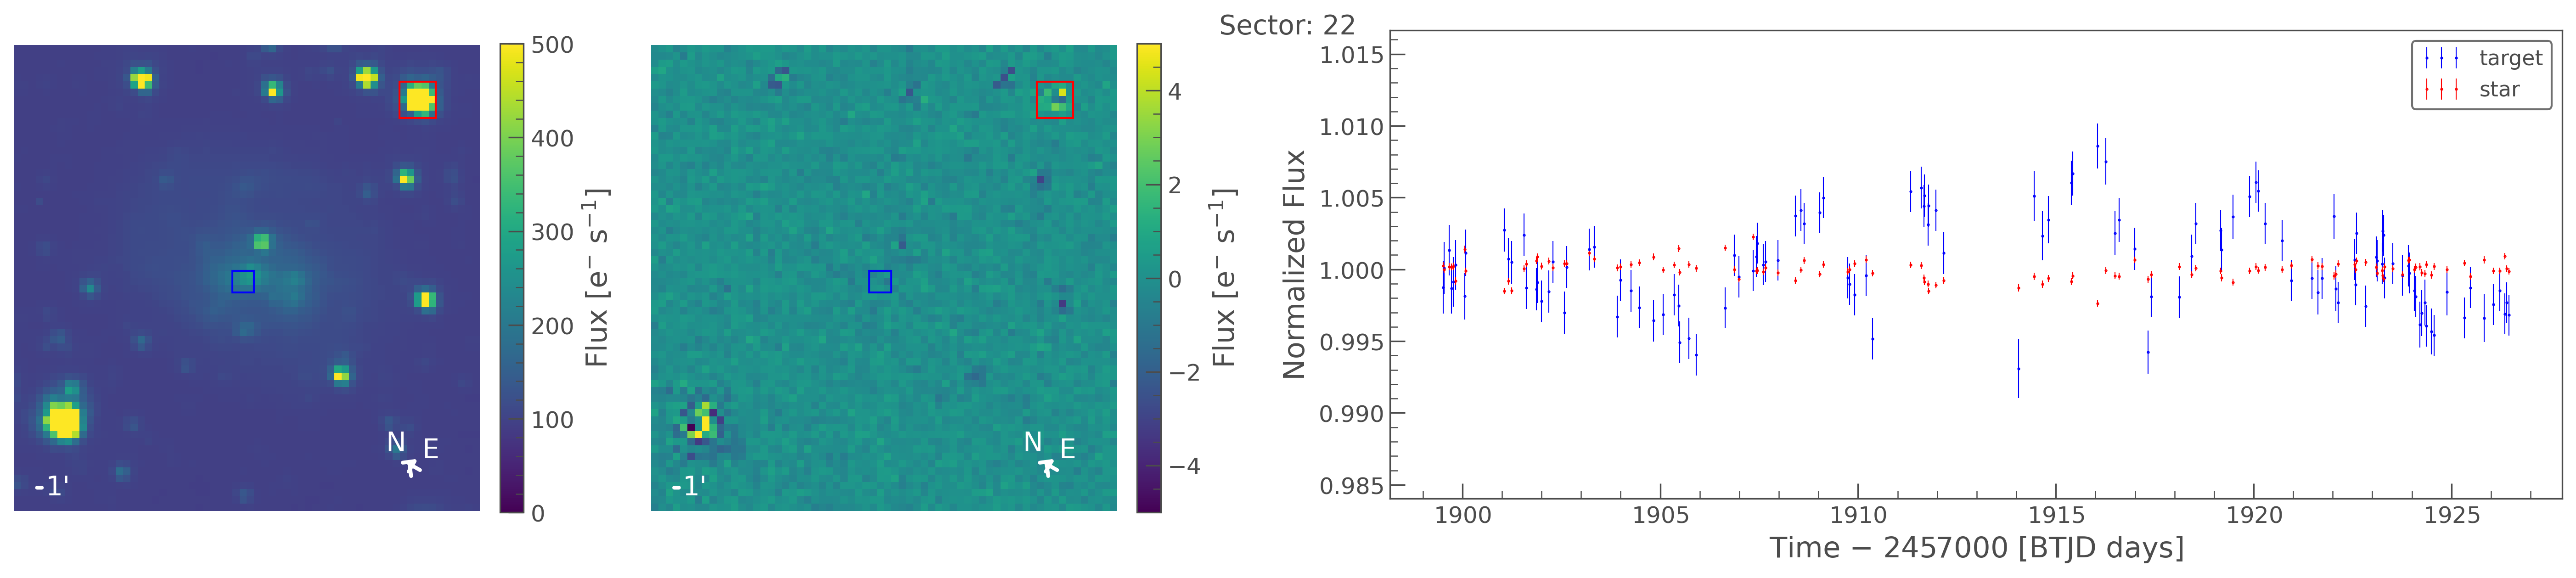 Sector: 22
500
400
300
200
100
0
Flux [e⁻ s⁻¹]
N
E
-1'
4
2
0
−2
−4
Flux [e⁻ s⁻¹]
N
E
-1'
1.015
1.010
1.005
1.000
0.995
0.990
0.985
Normalized Flux
target
star
1900 1905 1910 1915 1920 1925
Time − 2457000 [BTJD days]